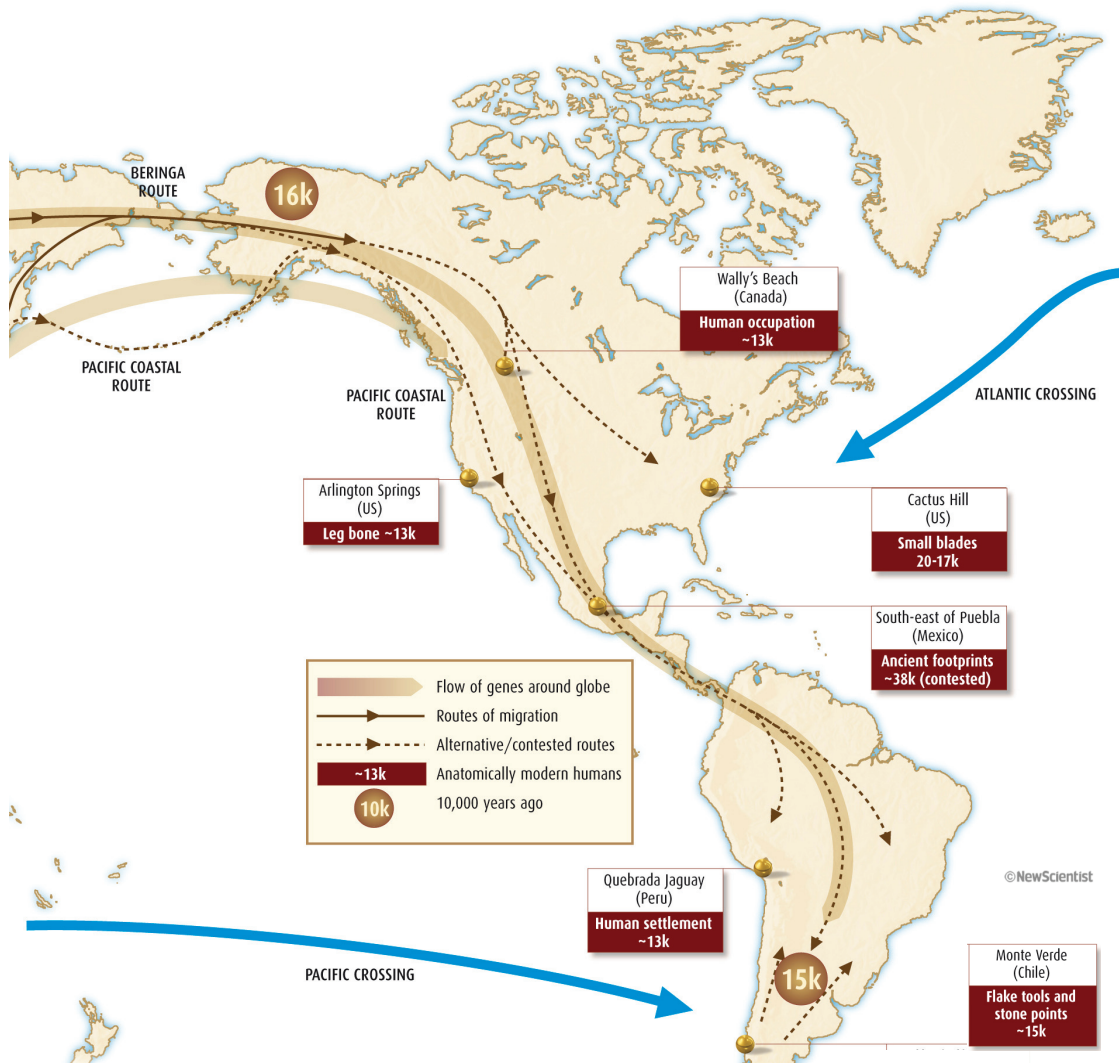 BERINGA
ROUTE
16k
Wally's Beach
(Canada)
Human occupation
~13k
PACIFIC COASTAL
ROUTE
PACIFIC COASTAL
ROUTE
ATLANTIC CROSSING
Arlington Springs
(US)
Leg bone ~13k
Cactus Hill
(US)
Small blades
20-17k
South-east of Puebla
(Mexico)
Ancient footprints
~38k (contested)
Flow of genes around globe
Routes of migration
Alternative/contested routes
~13k Anatomically modern humans
10k 10,000 years ago
©NewScientist
Quebrada Jaguay
(Peru)
Human settlement
~13k
PACIFIC CROSSING
15k
Monte Verde
(Chile)
Flake tools and
stone points
~15k